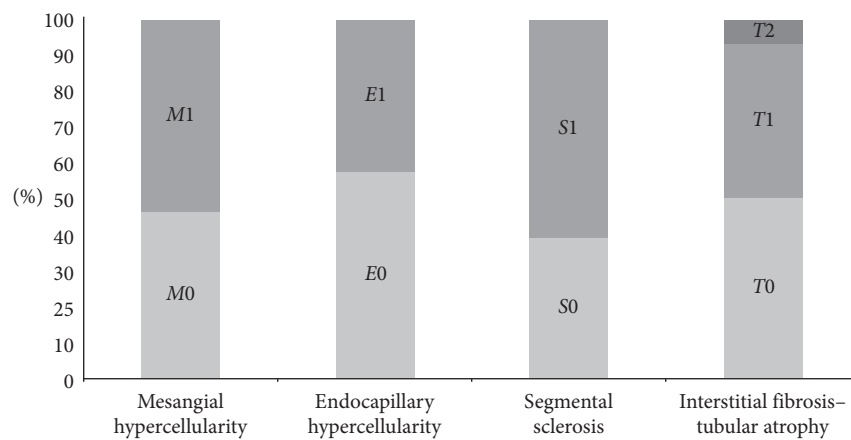 100
90
80
70
60
(%) 50
40
30
25
10
0
M1
M0
E1
E0
S1
S0
T2
T1
T0
Mesangial
hypercellularity
Endocapillary
hypercellularity
Segmental
sclerosis
Interstitial fibrosis–
tubular atrophy